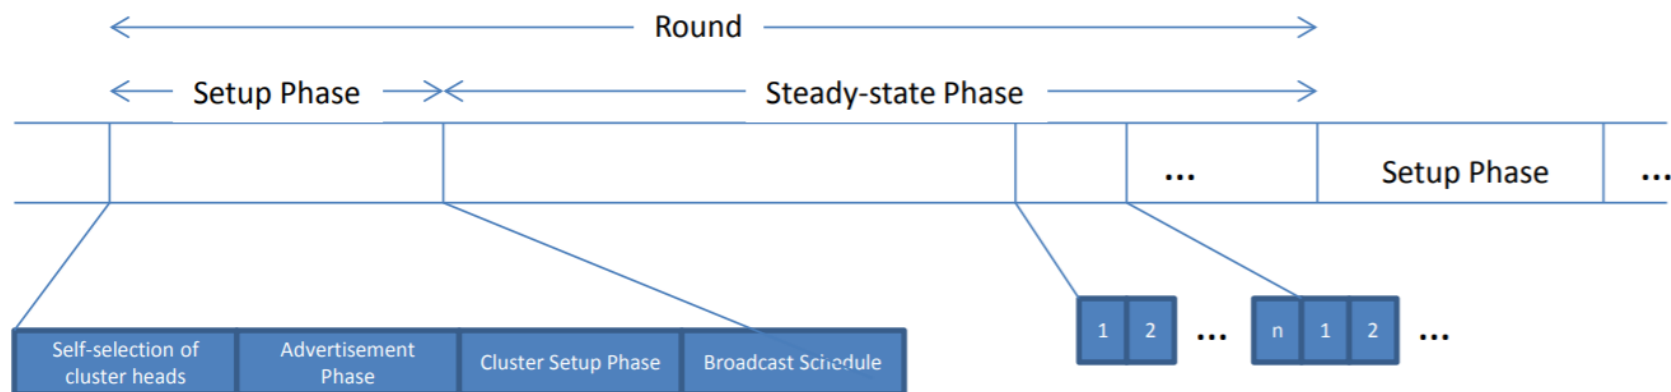 Round
Setup Phase
Steady-state Phase
...
Setup Phase
...
1 2 ... n 1 2 ...
Self-selection of
cluster heads
Advertisement
Phase
Cluster Setup Phase
Broadcast Schedule